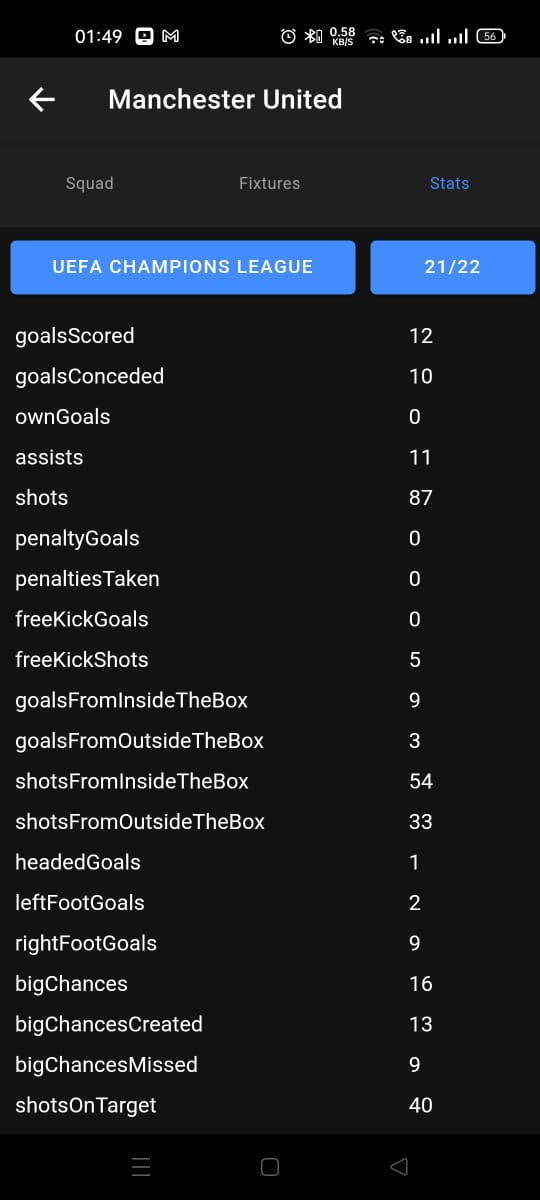 01:49 0.58 KB/S 56
Manchester United
Squad Fixtures Stats
UEFA CHAMPIONS LEAGUE 21/22
goalsScored 12
goalsConceded 10
ownGoals 0
assists 11
shots 87
penaltyGoals 0
penaltiesTaken 0
freeKickGoals 0
freeKickShots 5
goalsFromInsideTheBox 9
goalsFromOutsideTheBox 3
shotsFromInsideTheBox 54
shotsFromOutsideTheBox 33
headedGoals 1
leftFootGoals 2
rightFootGoals 9
bigChances 16
bigChancesCreated 13
bigChancesMissed 9
shotsOnTarget 40